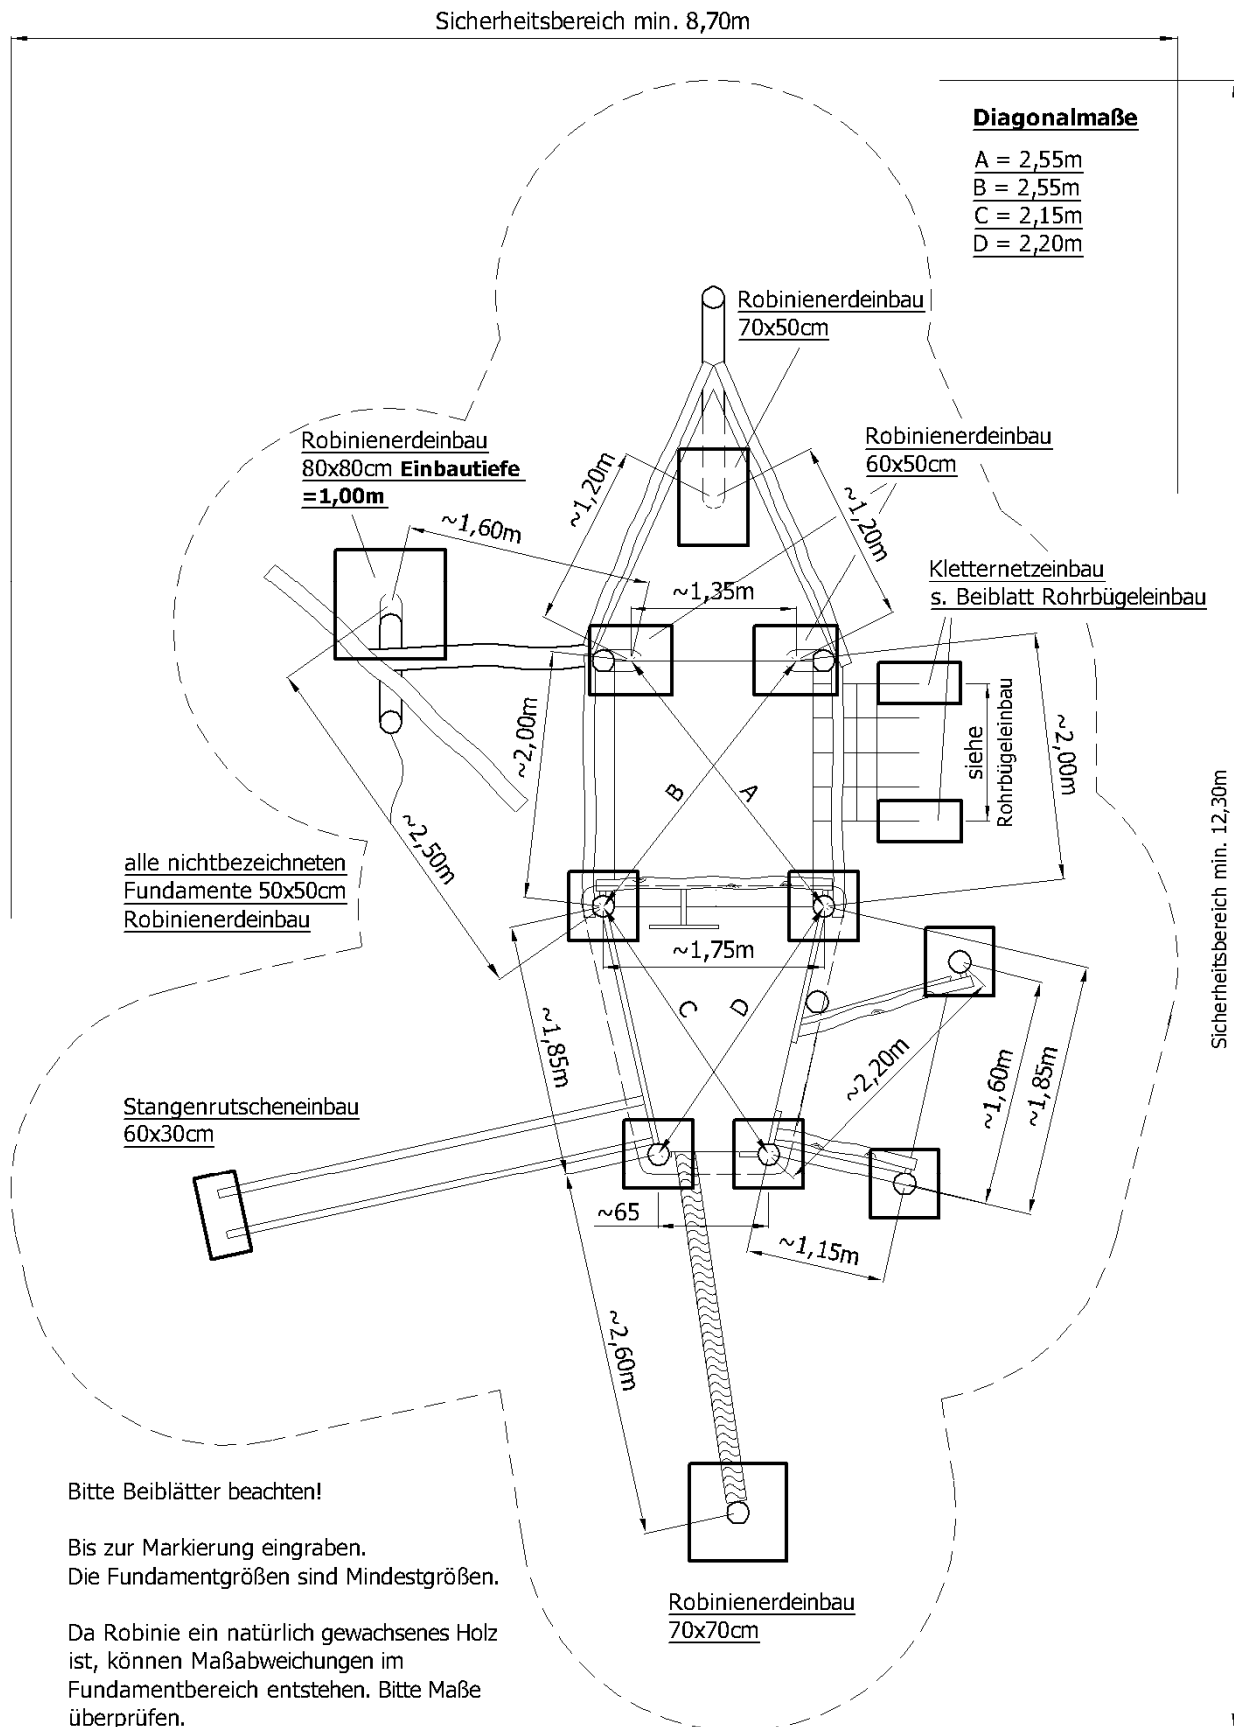 Sicherheitsbereich min. 8,70m
Diagonalmaße
A = 2,55m
B = 2,55m
C = 2,15m
D = 2,20m
Robinienerdeinbau
70x50cm
Robinienerdeinbau
80x80cm Einbautiefe
=1,00m
Robinienerdeinbau
60x50cm
~1,20m
~1,20m
~1,60m
~1,35m
Kletternetzeinbau
s. Beiblatt Rohrbügeleinbau
siehe
Rohrbügeleinbau
~2,00m
~2,00m
B
A
~2,50m
Sicherheitsbereich min. 12,30m
alle nichtbezeichneten
Fundamente 50x50cm
Robinienerdeinbau
~1,75m
C
D
~1,85m
~2,20m
~1,60m
~1,85m
Stangenrutscheneinbau
60x30cm
~65
~1,15m
~2,60m
Bitte Beiblätter beachten!
Bis zur Markierung eingraben.
Die Fundamentgrößen sind Mindestgrößen.
Robinienerdeinbau
70x70cm
Da Robinie ein natürlich gewachsenes Holz
ist, können Maßabweichungen im
Fundamentbereich entstehen. Bitte Maße
überprüfen.